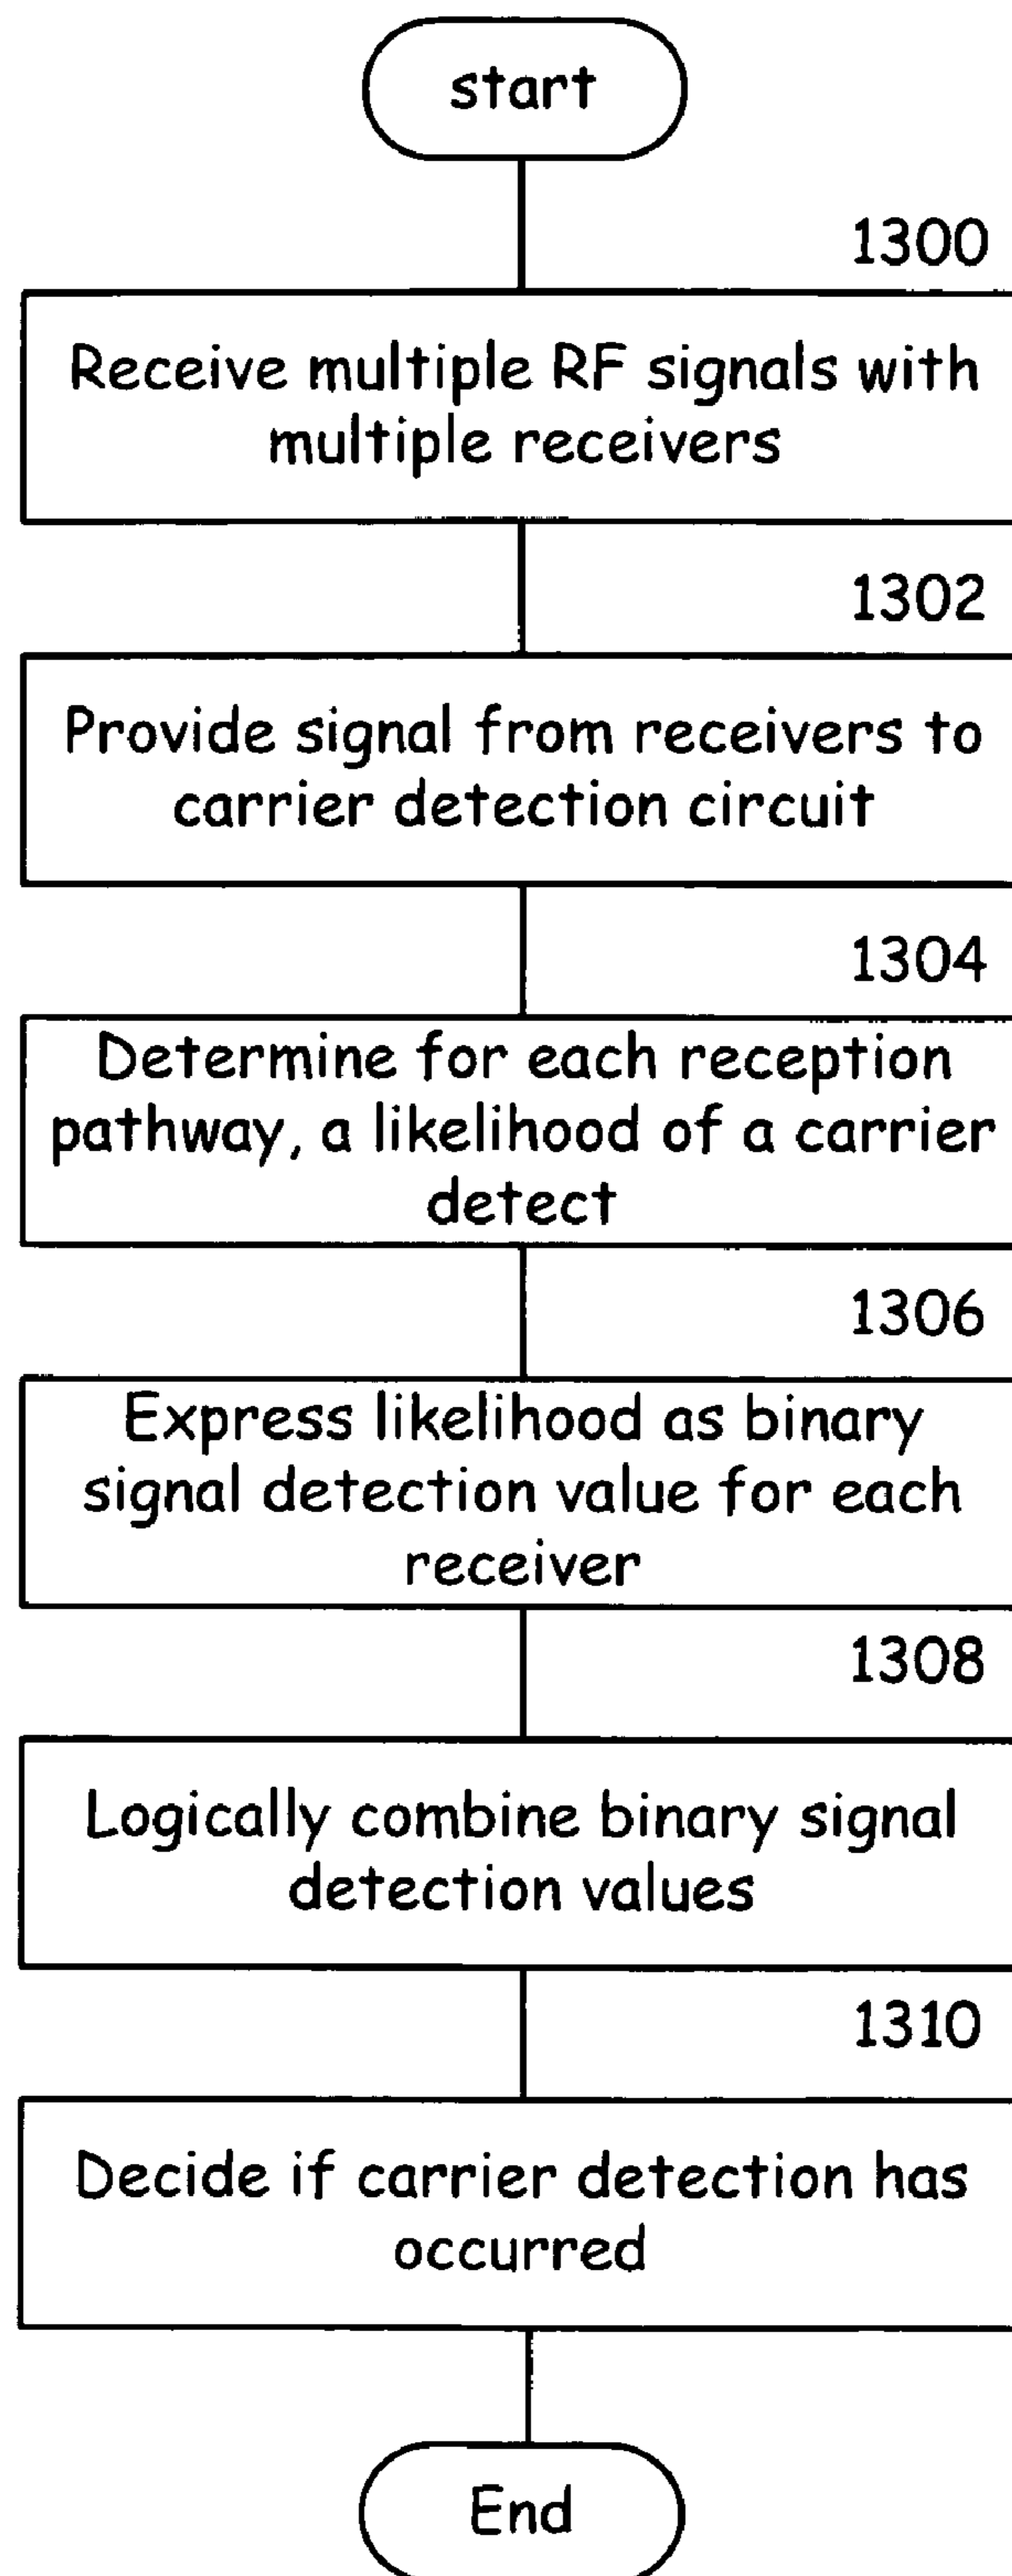 start
1300
Receive multiple RF signals with
multiple receivers
1302
Provide signal from receivers to
carrier detection circuit
1304
Determine for each reception
pathway, a likelihood of a carrier
detect
1306
Express likelihood as binary
signal detection value for each
receiver
1308
Logically combine binary signal
detection values
1310
Decide if carrier detection has
occurred
End